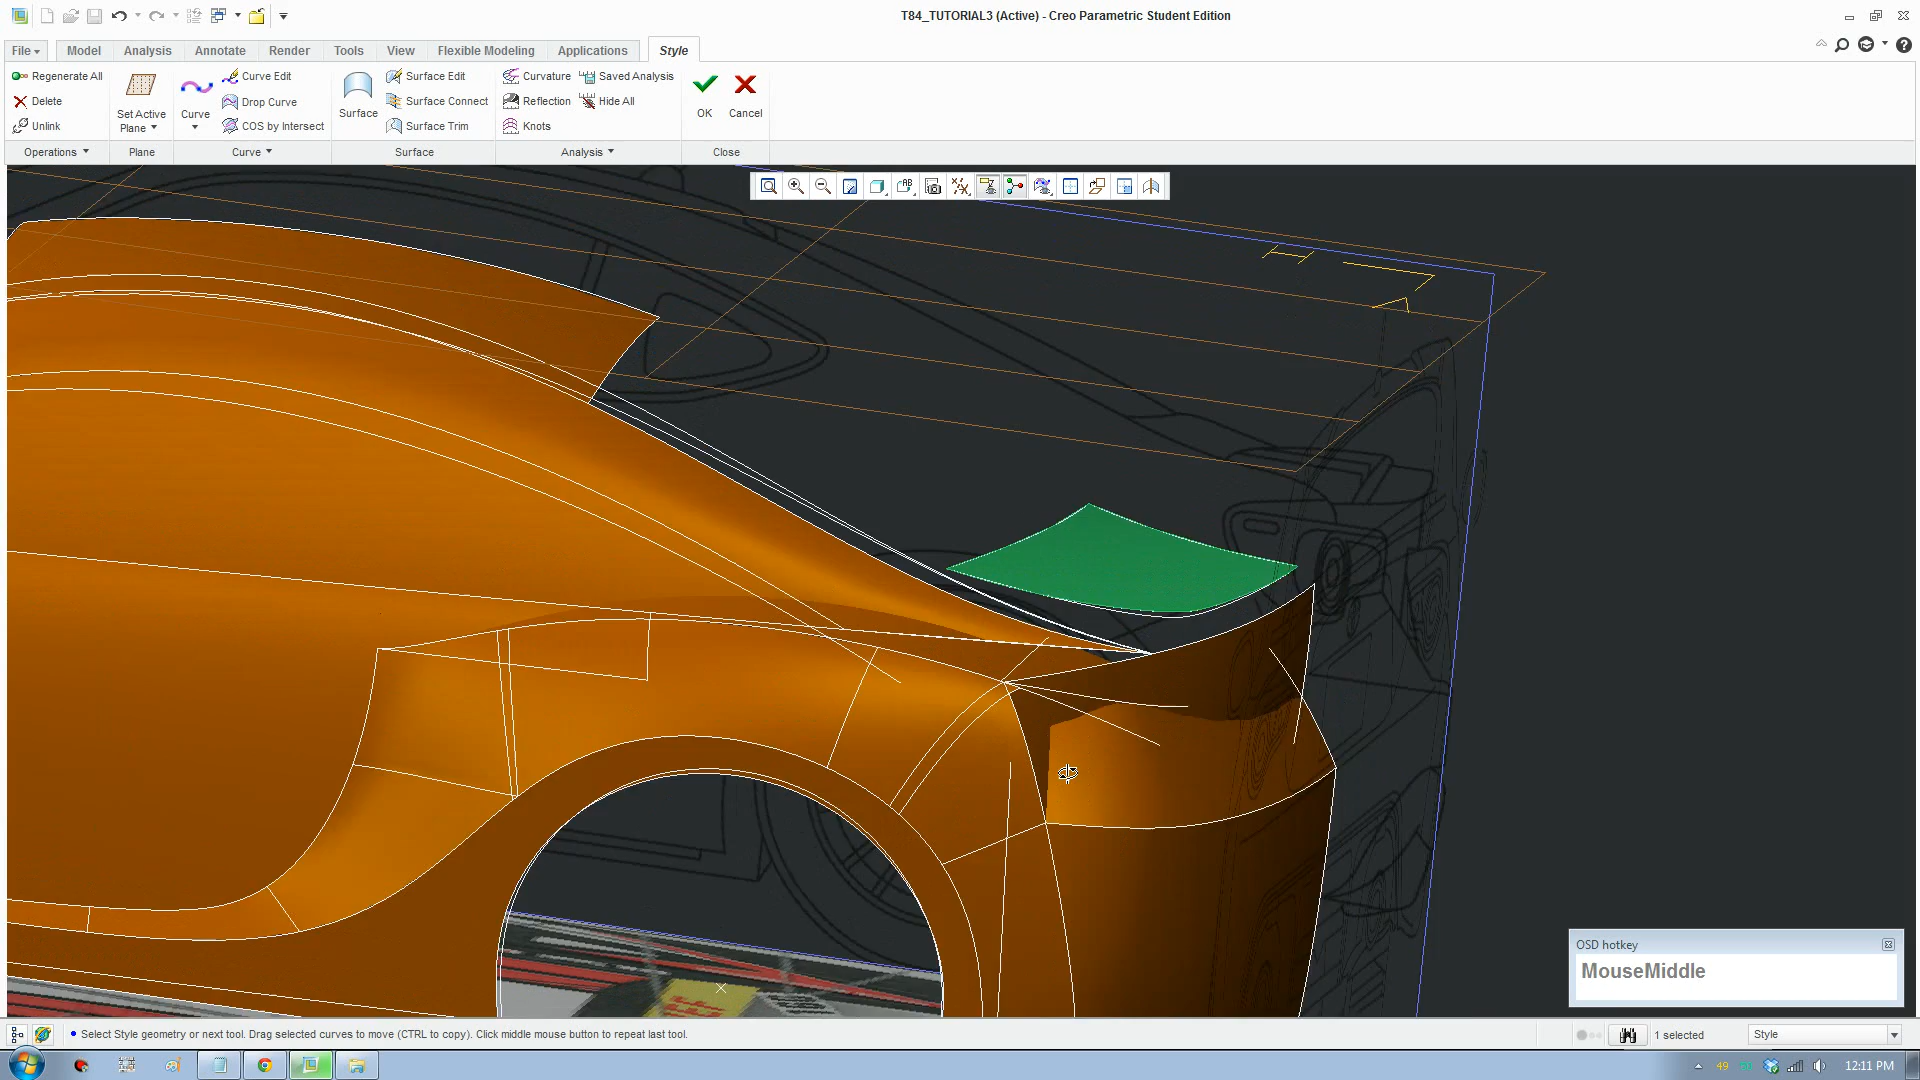 T84_TUTORIAL3 (Active) - Creo Parametric Student Edition
File Model Analysis Annotate Render Tools View Flexible Modeling Applications Style
Regenerate All
Delete
Unlink
Operations
Set Active
Plane
Plane
Curve
Curve Edit
Drop Curve
COS by Intersect
Curve
Surface
Surface Edit
Surface Connect
Surface Trim
Surface
Curvature
Reflection
Knots
Saved Analysis
Hide All
Analysis
OK
Cancel
Close
OSD hotkey
MouseMiddle
Select Style geometry or next tool. Drag selected curves to move (CTRL to copy). Click middle mouse button to repeat last tool.
1 selected
Style
49
12:11 PM